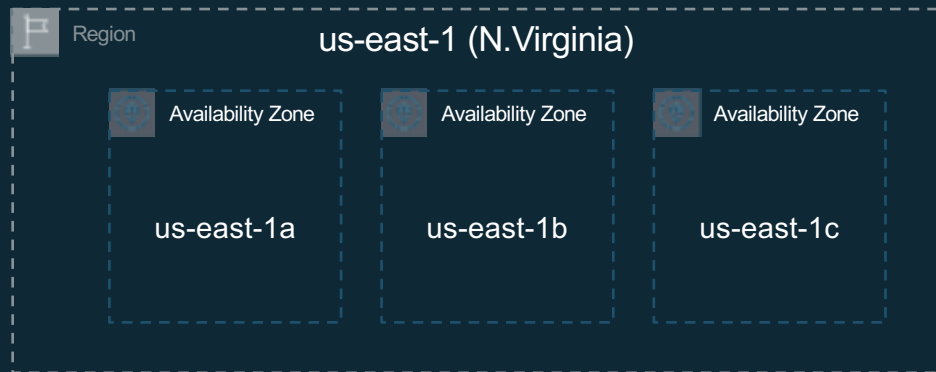 Region
us-east-1 (N.Virginia)
Availability Zone
Availability Zone
Availability Zone
us-east-1a
us-east-1b
us-east-1c